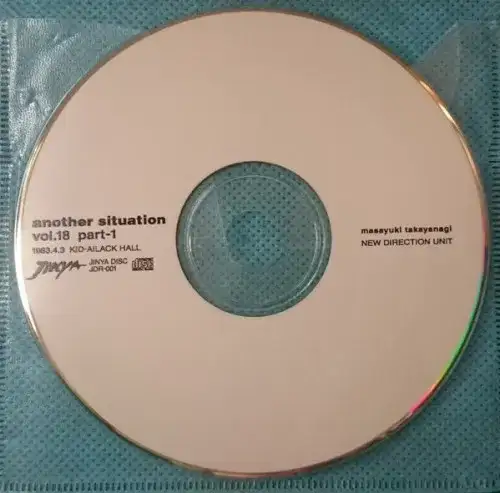 another situation
vol.18 part-1
1983.4.3 KID-AILACK HALL
JINYA
JINYA DISC
JDR-001
masayuki takayanagi
NEW DIRECTION UNIT